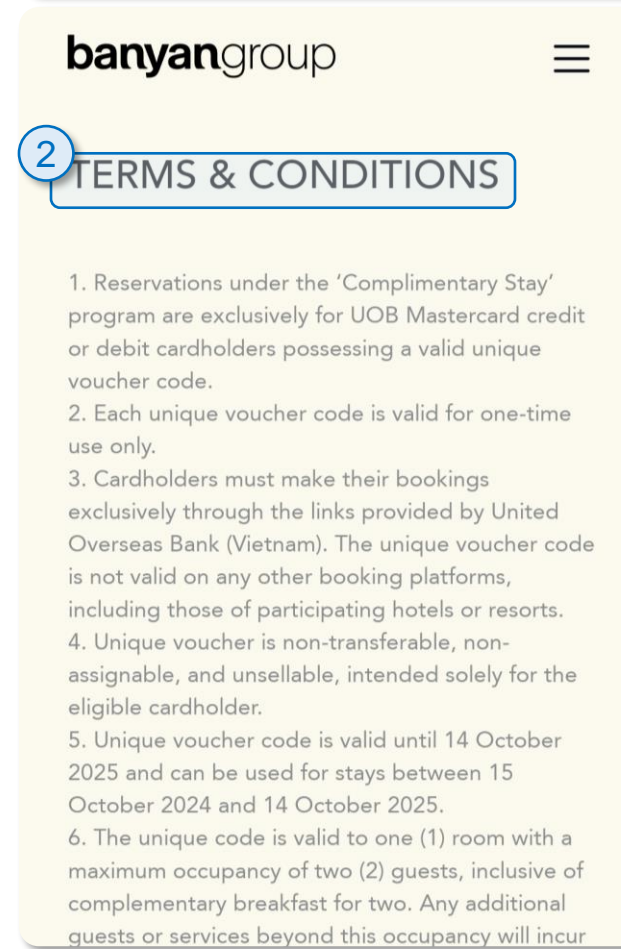 banyangroup
2
TERMS & CONDITIONS
1. Reservations under the ‘Complimentary Stay’
program are exclusively for UOB Mastercard credit
or debit cardholders possessing a valid unique
voucher code.
2. Each unique voucher code is valid for one-time
use only.
3. Cardholders must make their bookings
exclusively through the links provided by United
Overseas Bank (Vietnam). The unique voucher code
is not valid on any other booking platforms,
including those of participating hotels or resorts.
4. Unique voucher is non-transferable, non-
assignable, and unsellable, intended solely for the
eligible cardholder.
5. Unique voucher code is valid until 14 October
2025 and can be used for stays between 15
October 2024 and 14 October 2025.
6. The unique code is valid to one (1) room with a
maximum occupancy of two (2) guests, inclusive of
complementary breakfast for two. Any additional
guests or services beyond this occupancy will incur